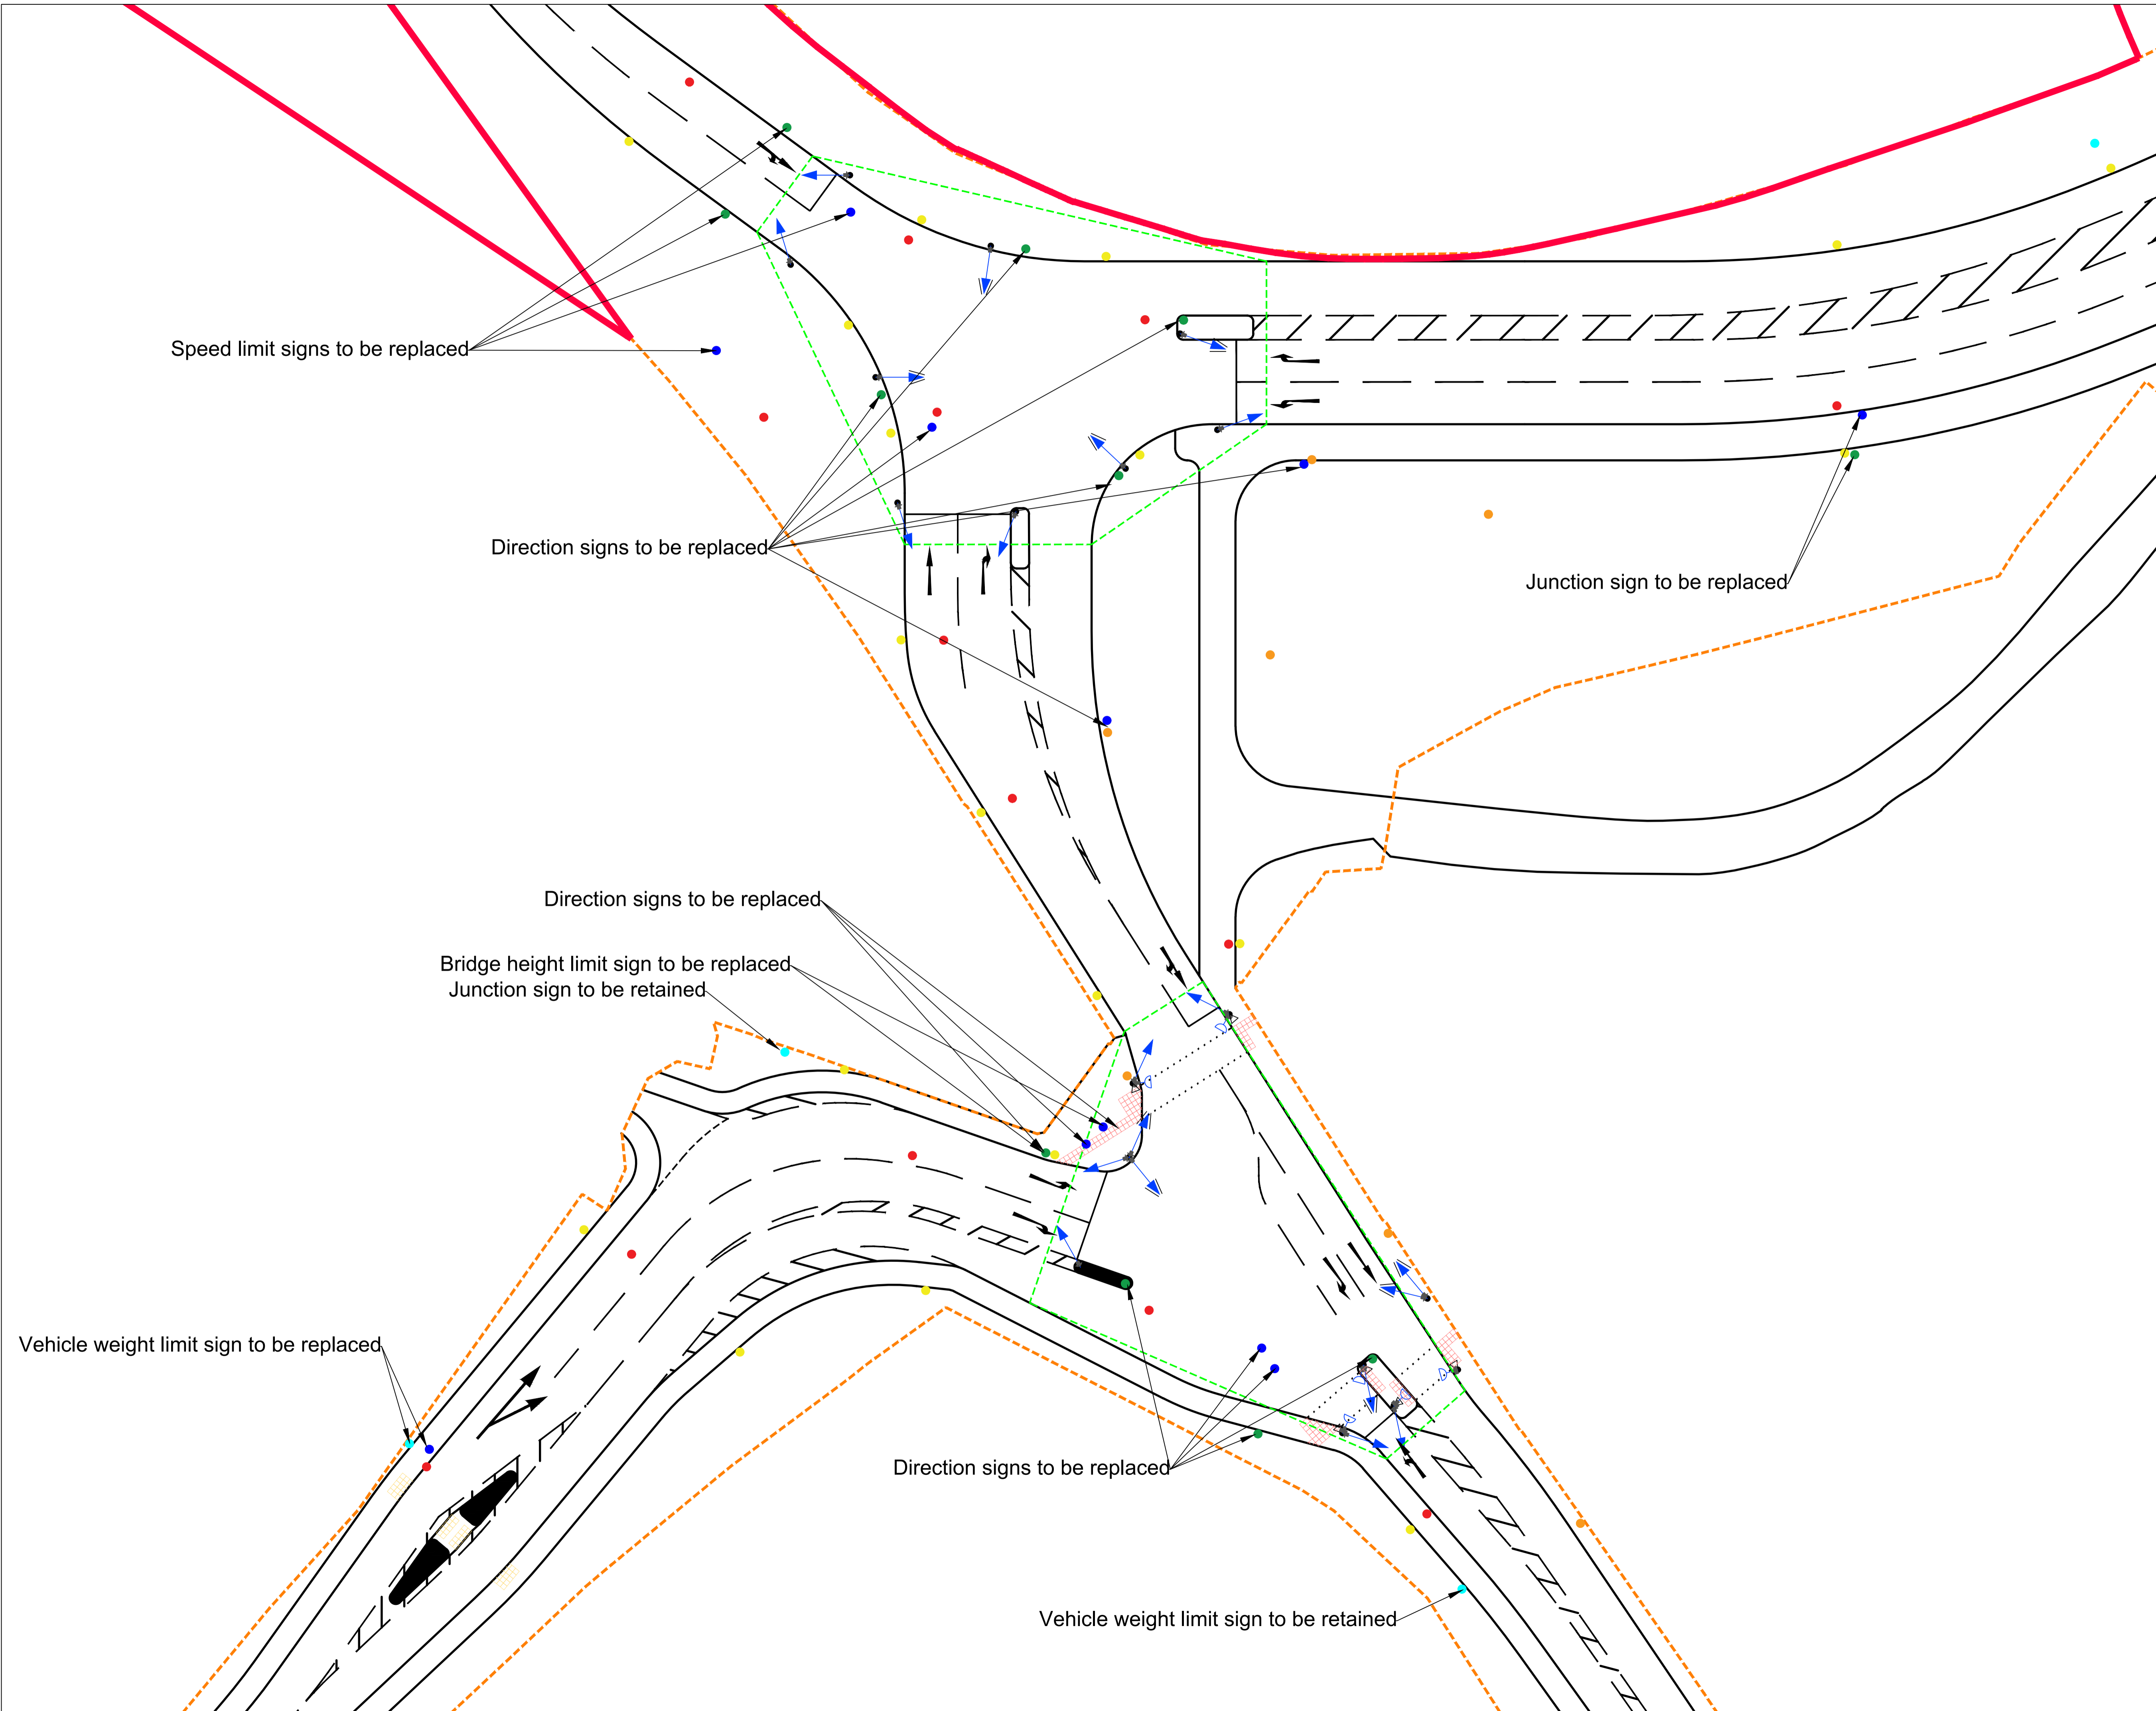 Speed limit signs to be replaced
Direction signs to be replaced
Junction sign to be replaced
Direction signs to be replaced
Bridge height limit sign to be replaced
Junction sign to be retained
Vehicle weight limit sign to be replaced
Direction signs to be replaced
Vehicle weight limit sign to be retained